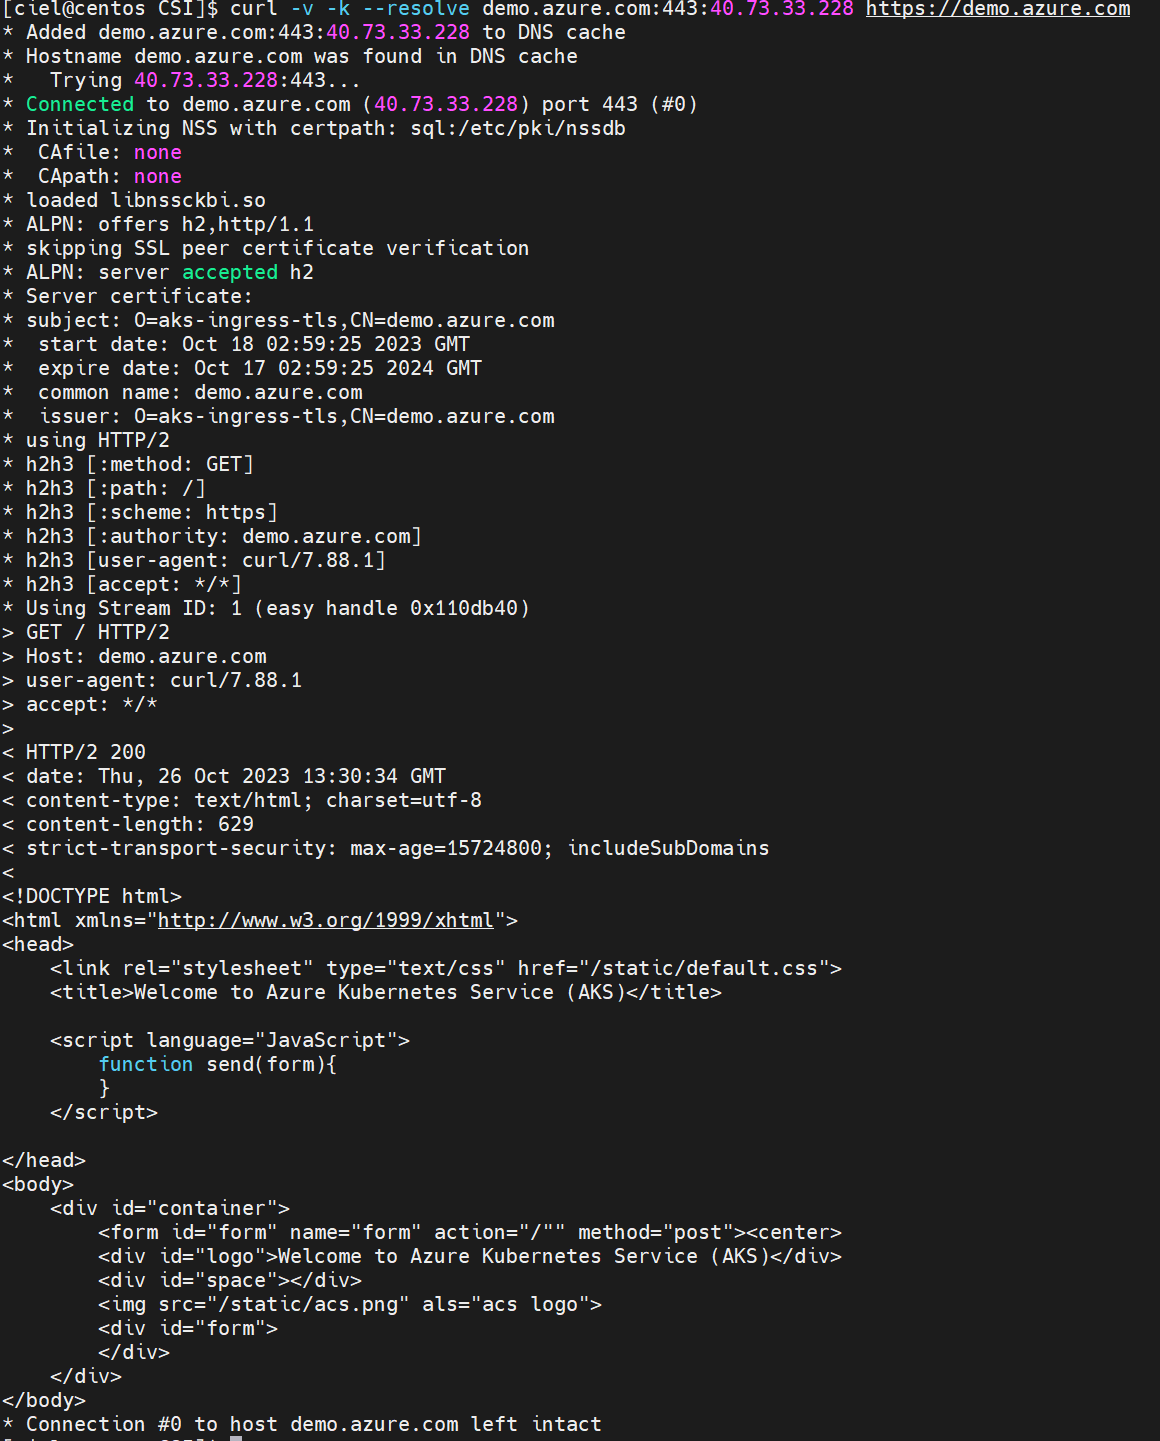 [ciel@centos CSI]$ curl -v -k --resolve demo.azure.com:443:40.73.33.228 https://demo.azure.com
* Added demo.azure.com:443:40.73.33.228 to DNS cache
* Hostname demo.azure.com was found in DNS cache
*   Trying 40.73.33.228:443...
* Connected to demo.azure.com (40.73.33.228) port 443 (#0)
* Initializing NSS with certpath: sql:/etc/pki/nssdb
*  CAfile: none
*  CApath: none
* loaded libnssckbi.so
* ALPN: offers h2,http/1.1
* skipping SSL peer certificate verification
* ALPN: server accepted h2
* Server certificate:
* subject: O=aks-ingress-tls,CN=demo.azure.com
*  start date: Oct 18 02:59:25 2023 GMT
*  expire date: Oct 17 02:59:25 2024 GMT
*  common name: demo.azure.com
*  issuer: O=aks-ingress-tls,CN=demo.azure.com
* using HTTP/2
* h2h3 [:method: GET]
* h2h3 [:path: /]
* h2h3 [:scheme: https]
* h2h3 [:authority: demo.azure.com]
* h2h3 [user-agent: curl/7.88.1]
* h2h3 [accept: */*]
* Using Stream ID: 1 (easy handle 0x110db40)
> GET / HTTP/2
> Host: demo.azure.com
> user-agent: curl/7.88.1
> accept: */*
>
< HTTP/2 200
< date: Thu, 26 Oct 2023 13:30:34 GMT
< content-type: text/html; charset=utf-8
< content-length: 629
< strict-transport-security: max-age=15724800; includeSubDomains
<
<!DOCTYPE html>
<html xmlns="http://www.w3.org/1999/xhtml">
<head>
    <link rel="stylesheet" type="text/css" href="/static/default.css">
    <title>Welcome to Azure Kubernetes Service (AKS)</title>

    <script language="JavaScript">
        function send(form){
        }
    </script>

</head>
<body>
    <div id="container">
        <form id="form" name="form" action="/"" method="post"><center>
        <div id="logo">Welcome to Azure Kubernetes Service (AKS)</div>
        <div id="space"></div>
        <img src="/static/acs.png" als="acs logo">
        <div id="form">
        </div>
    </div>
</body>
* Connection #0 to host demo.azure.com left intact